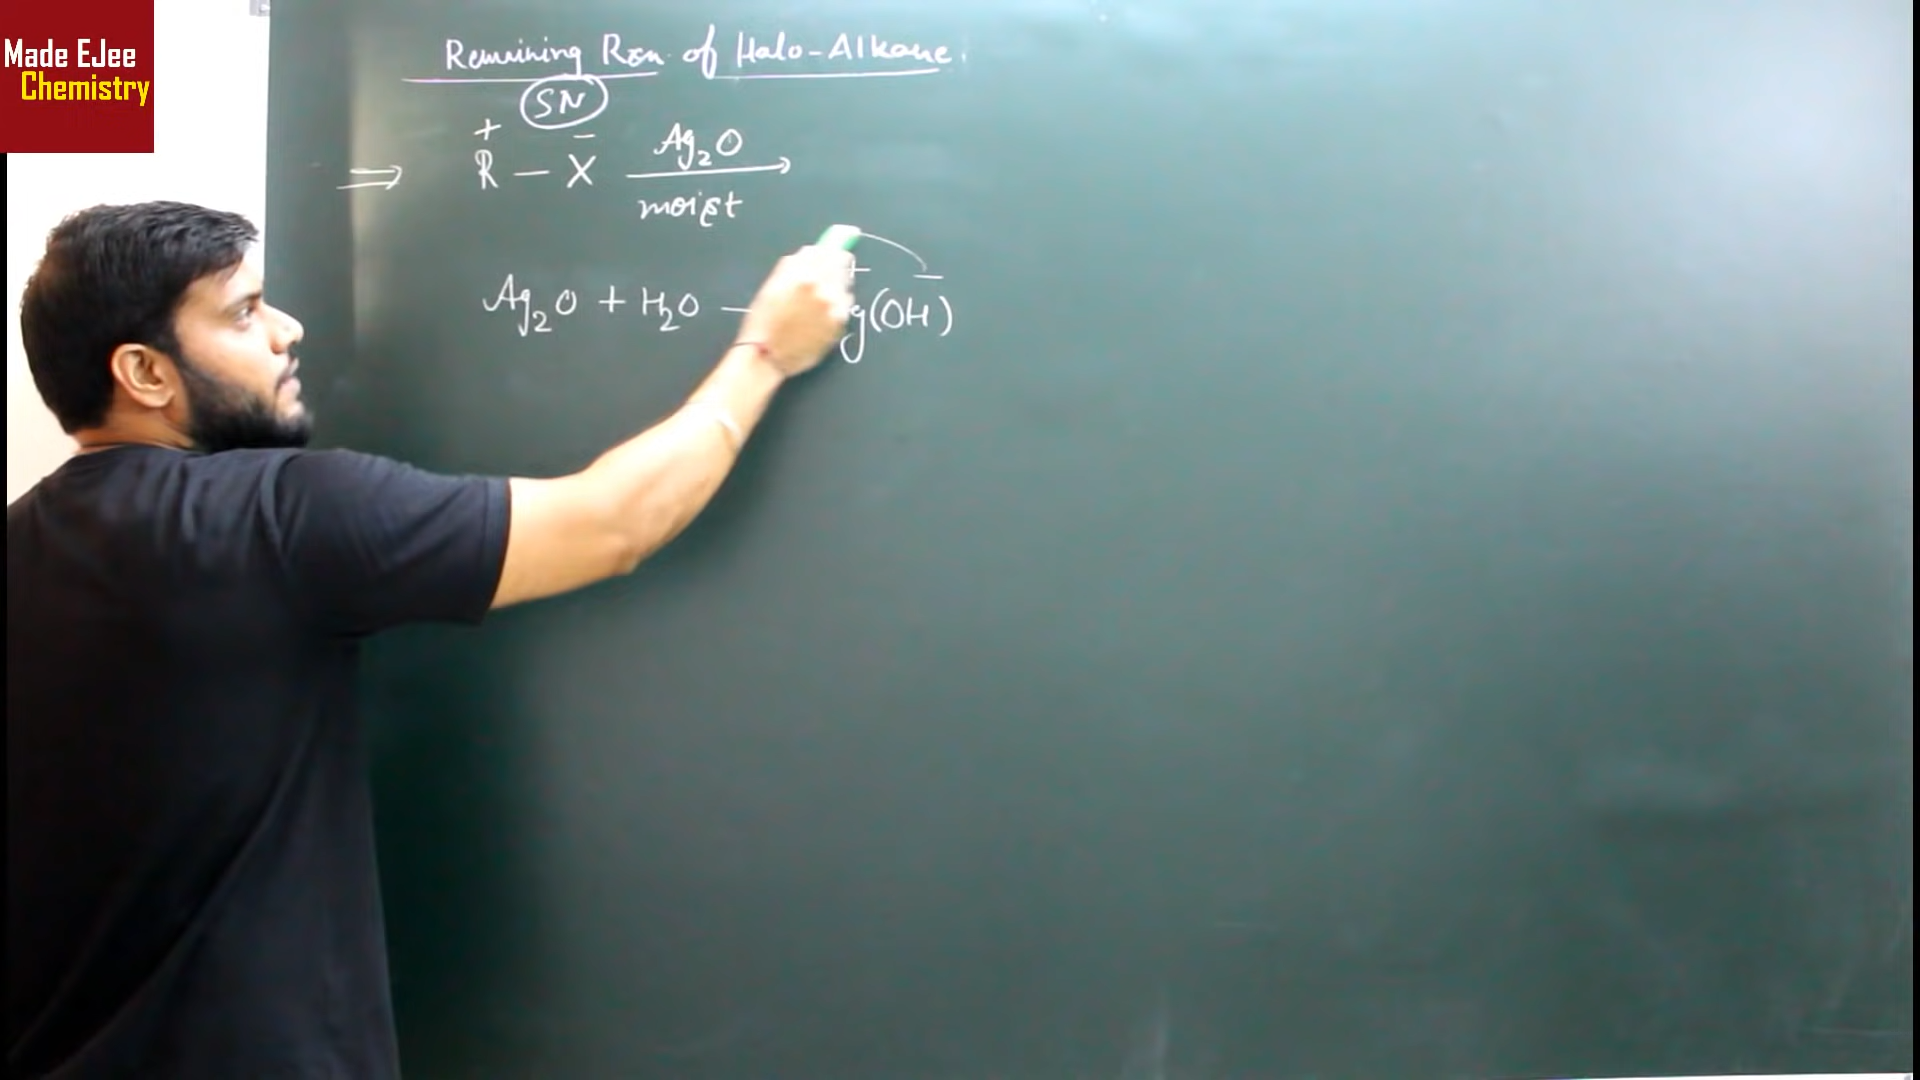 Made EJee
Chemistry
Remaining Rxn. of Halo-Alkane.
SN
+ −
⇒ R − X Ag₂O →
moist
+ −
Ag₂O + H₂O − g(OH)